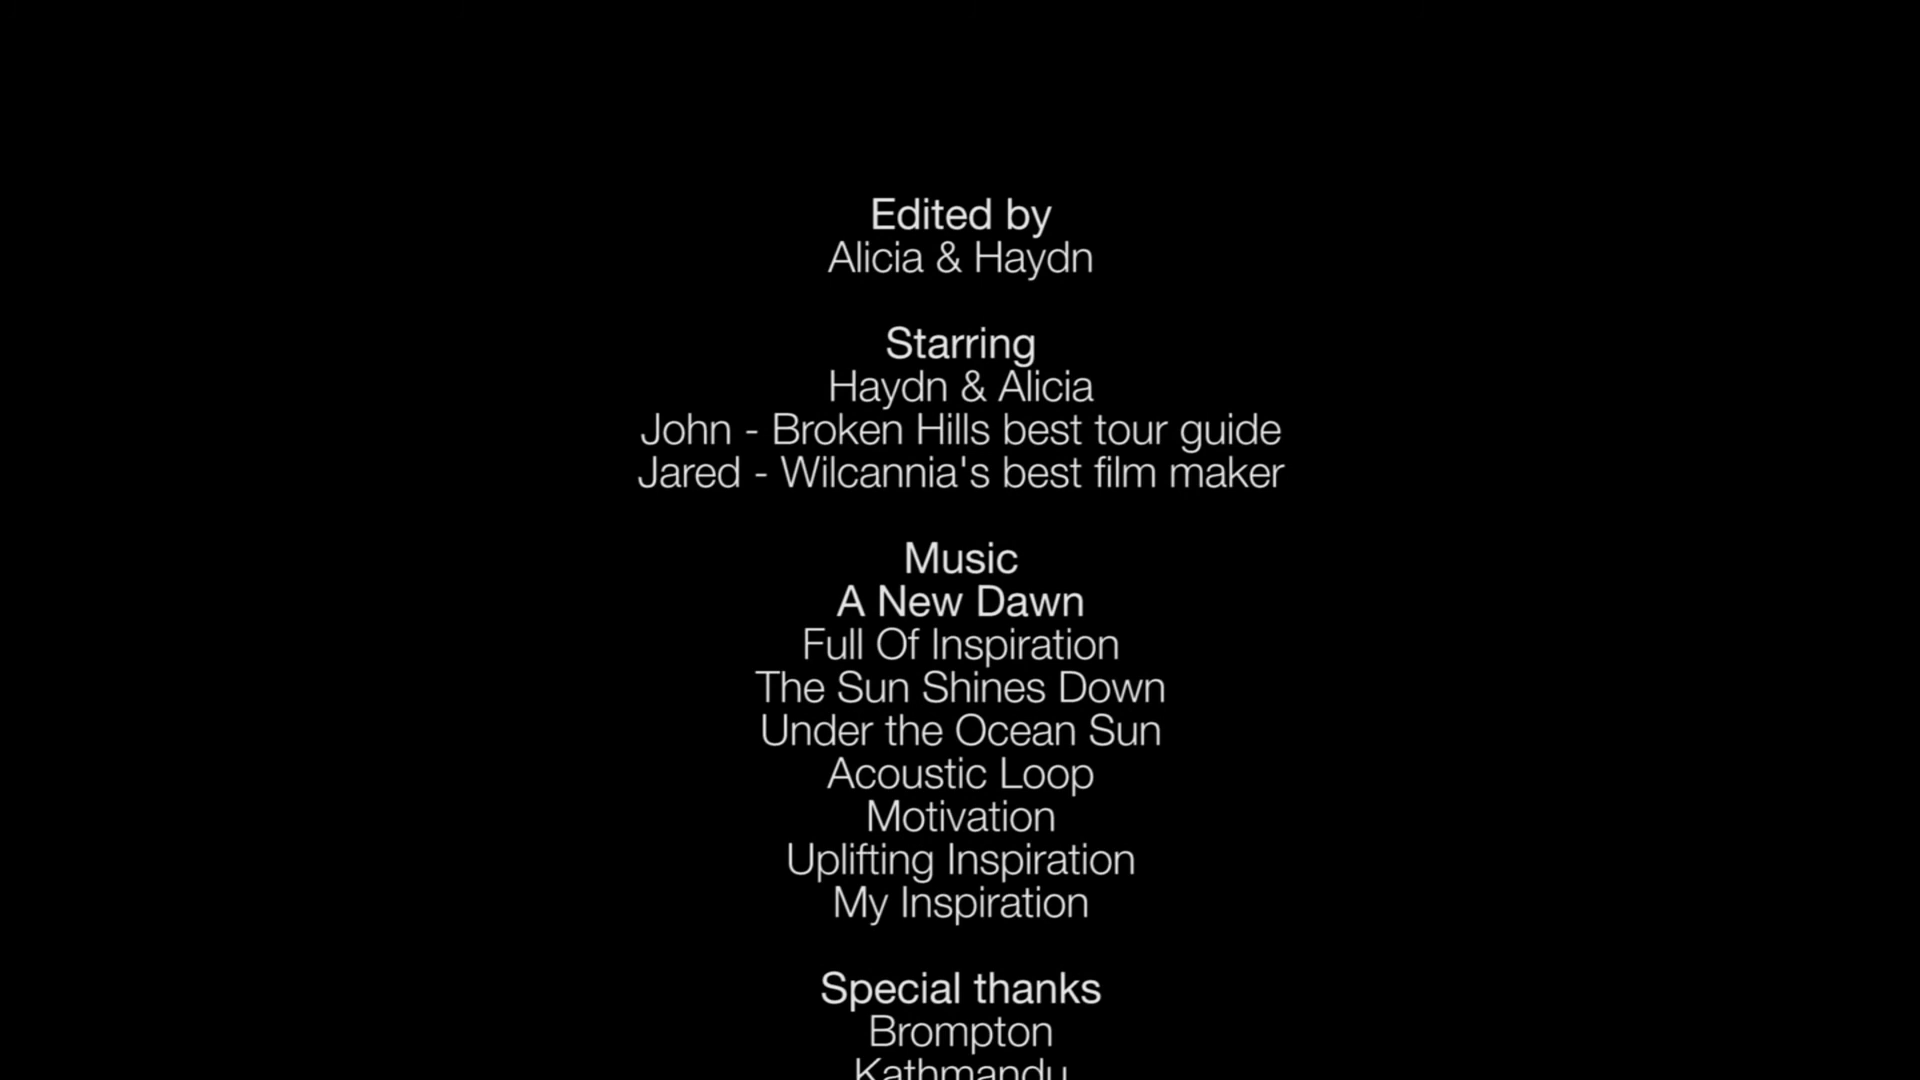 Edited by
Alicia & Haydn
Starring
Haydn & Alicia
John - Broken Hills best tour guide
Jared - Wilcannia's best film maker
Music
A New Dawn
Full Of Inspiration
The Sun Shines Down
Under the Ocean Sun
Acoustic Loop
Motivation
Uplifting Inspiration
My Inspiration
Special thanks
Brompton
Kathmandu